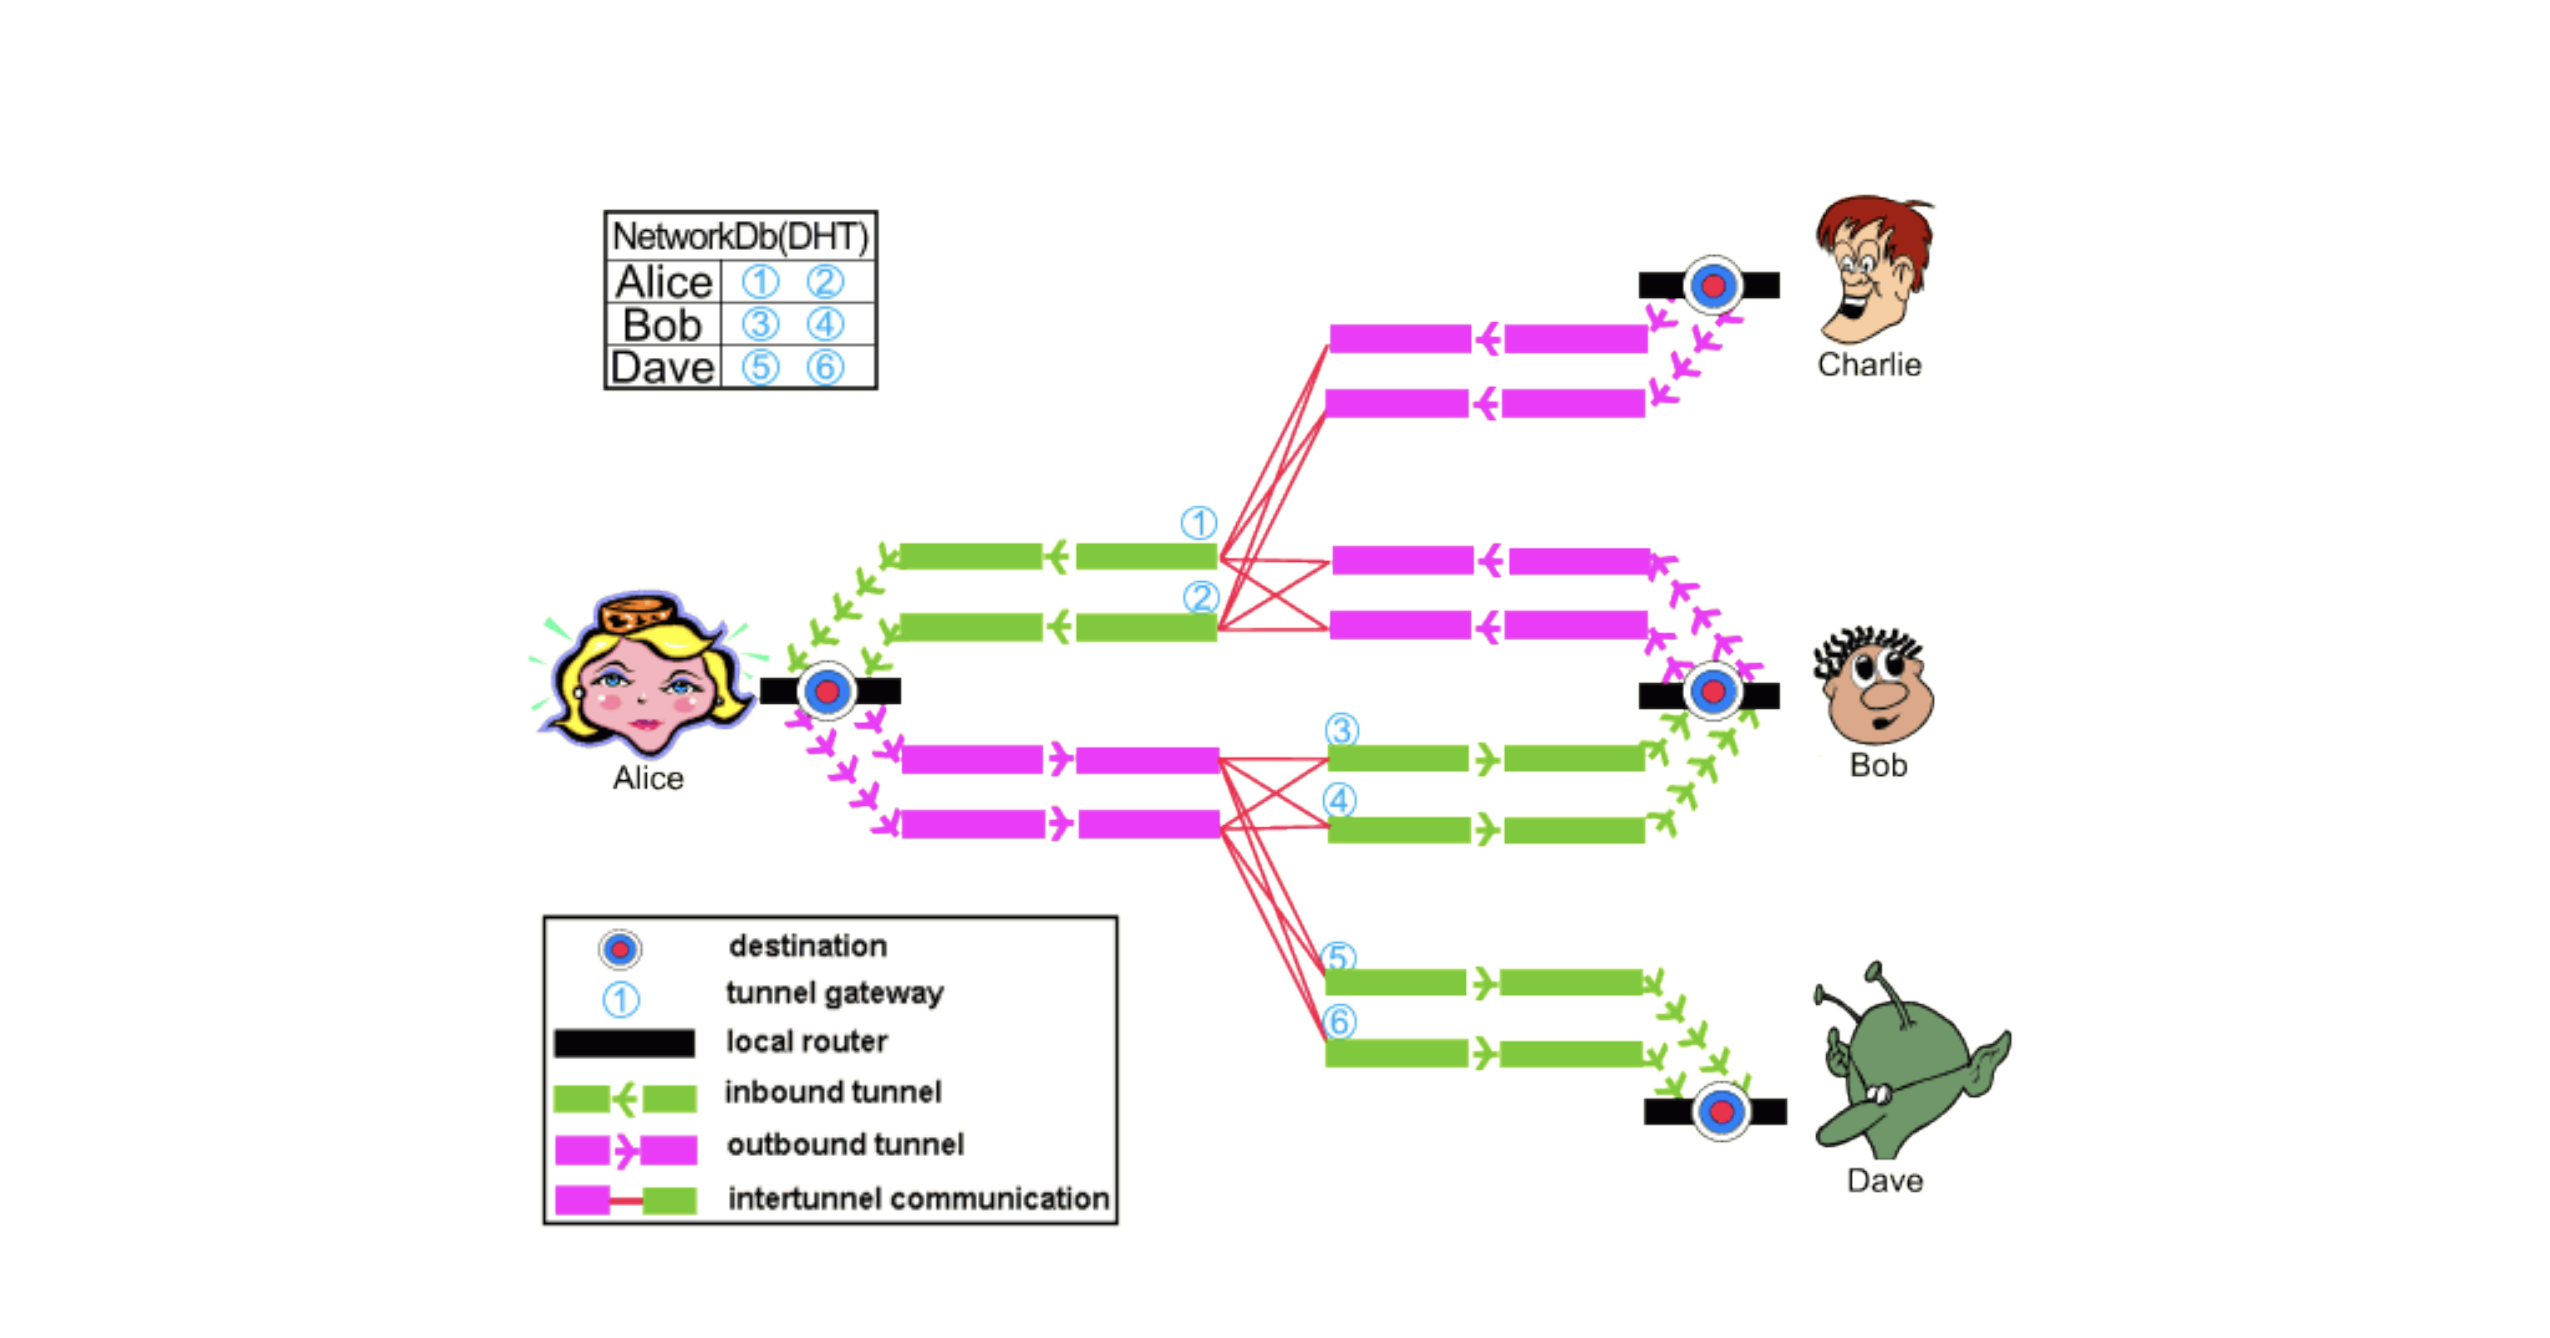 NetworkDb(DHT)
Alice ① ②
Bob ③ ④
Dave ⑤ ⑥
Charlie
①
②
Alice
Bob
③
④
⑤
⑥
Dave
destination
① tunnel gateway
local router
inbound tunnel
outbound tunnel
intertunnel communication